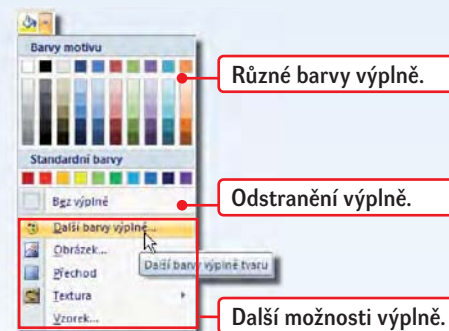 Barvy motivu
Různé barvy výplně.
Standardní barvy
Bez výplně
Odstranění výplně.
Další barvy výplně...
Obrázek...
Další barvy výplně tvaru
Přechod
Textura
Vzorek...
Další možnosti výplně.